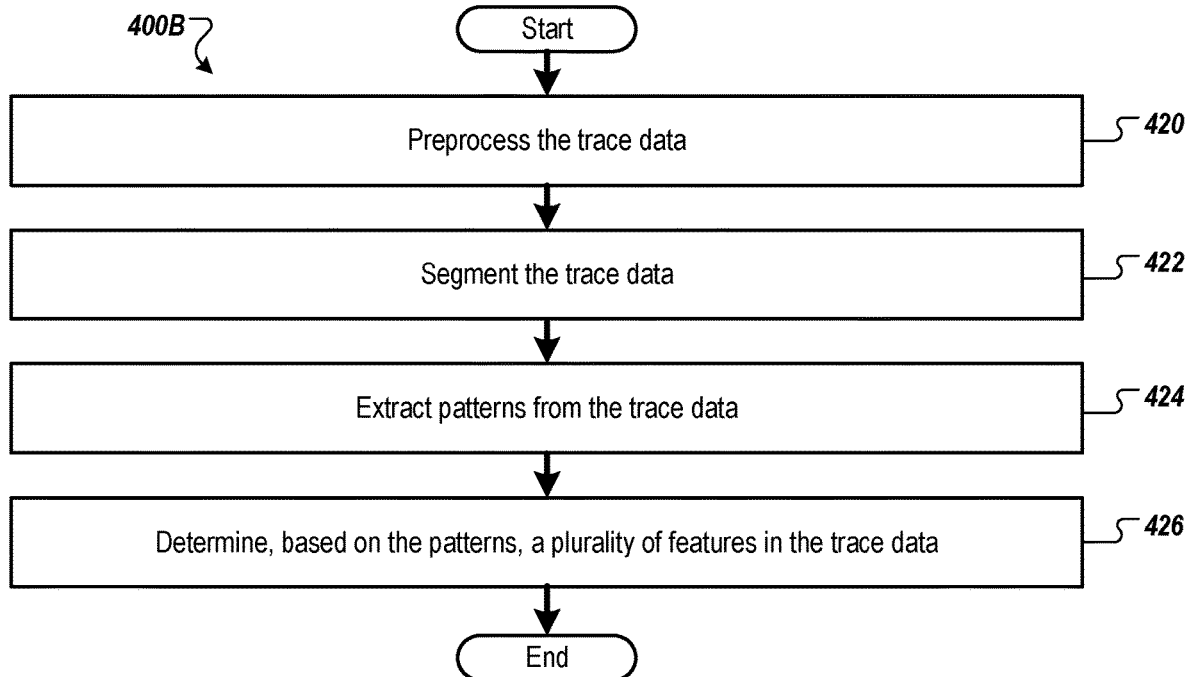 400B
Start
Preprocess the trace data
420
Segment the trace data
422
Extract patterns from the trace data
424
Determine, based on the patterns, a plurality of features in the trace data
426
End